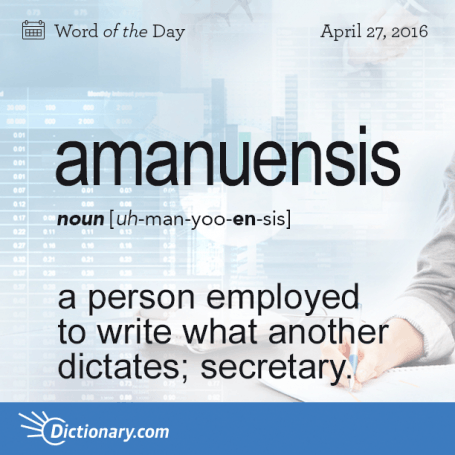 Word of the Day
April 27, 2016
amanuensis
noun [uh-man-yoo-en-sis]
a person employed
to write what another
dictates; secretary.
Dictionary.com